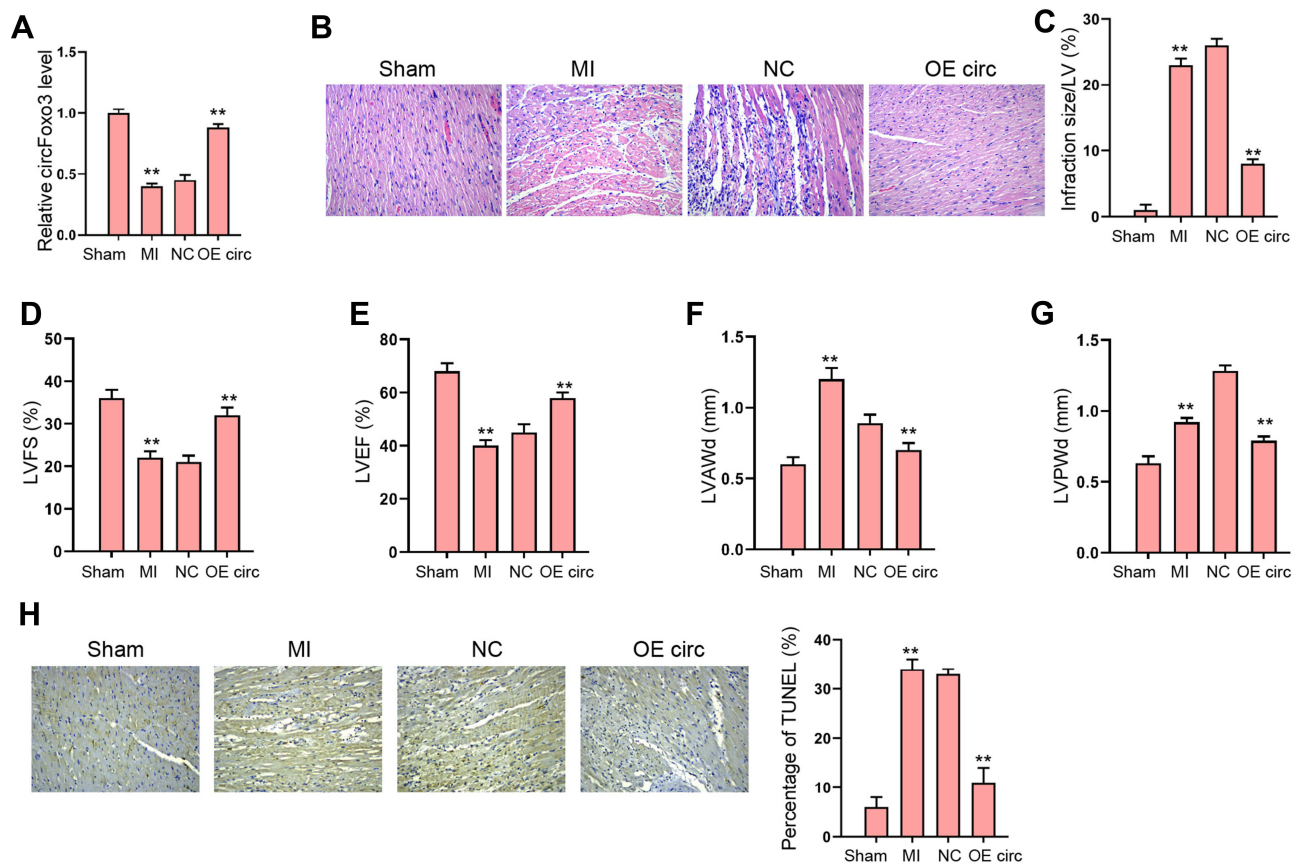 A
Relative circFoxo3 level
1.5
1.0
0.5
0.0
**
**
Sham MI NC OE circ
B
Sham MI NC OE circ
C
Infraction size/LV (%)
30
20
10
0
**
**
Sham MI NC OE circ
D
LVFS (%)
50
40
30
20
10
0
**
**
Sham MI NC OE circ
E
LVEF (%)
80
60
40
20
0
**
**
Sham MI NC OE circ
F
LVAWd (mm)
1.5
1.0
0.5
0.0
**
**
Sham MI NC OE circ
G
LVPWd (mm)
1.5
1.0
0.5
0.0
**
**
Sham MI NC OE circ
H
Sham MI NC OE circ
Percentage of TUNEL (%)
40
30
20
10
0
**
**
Sham MI NC OE circ